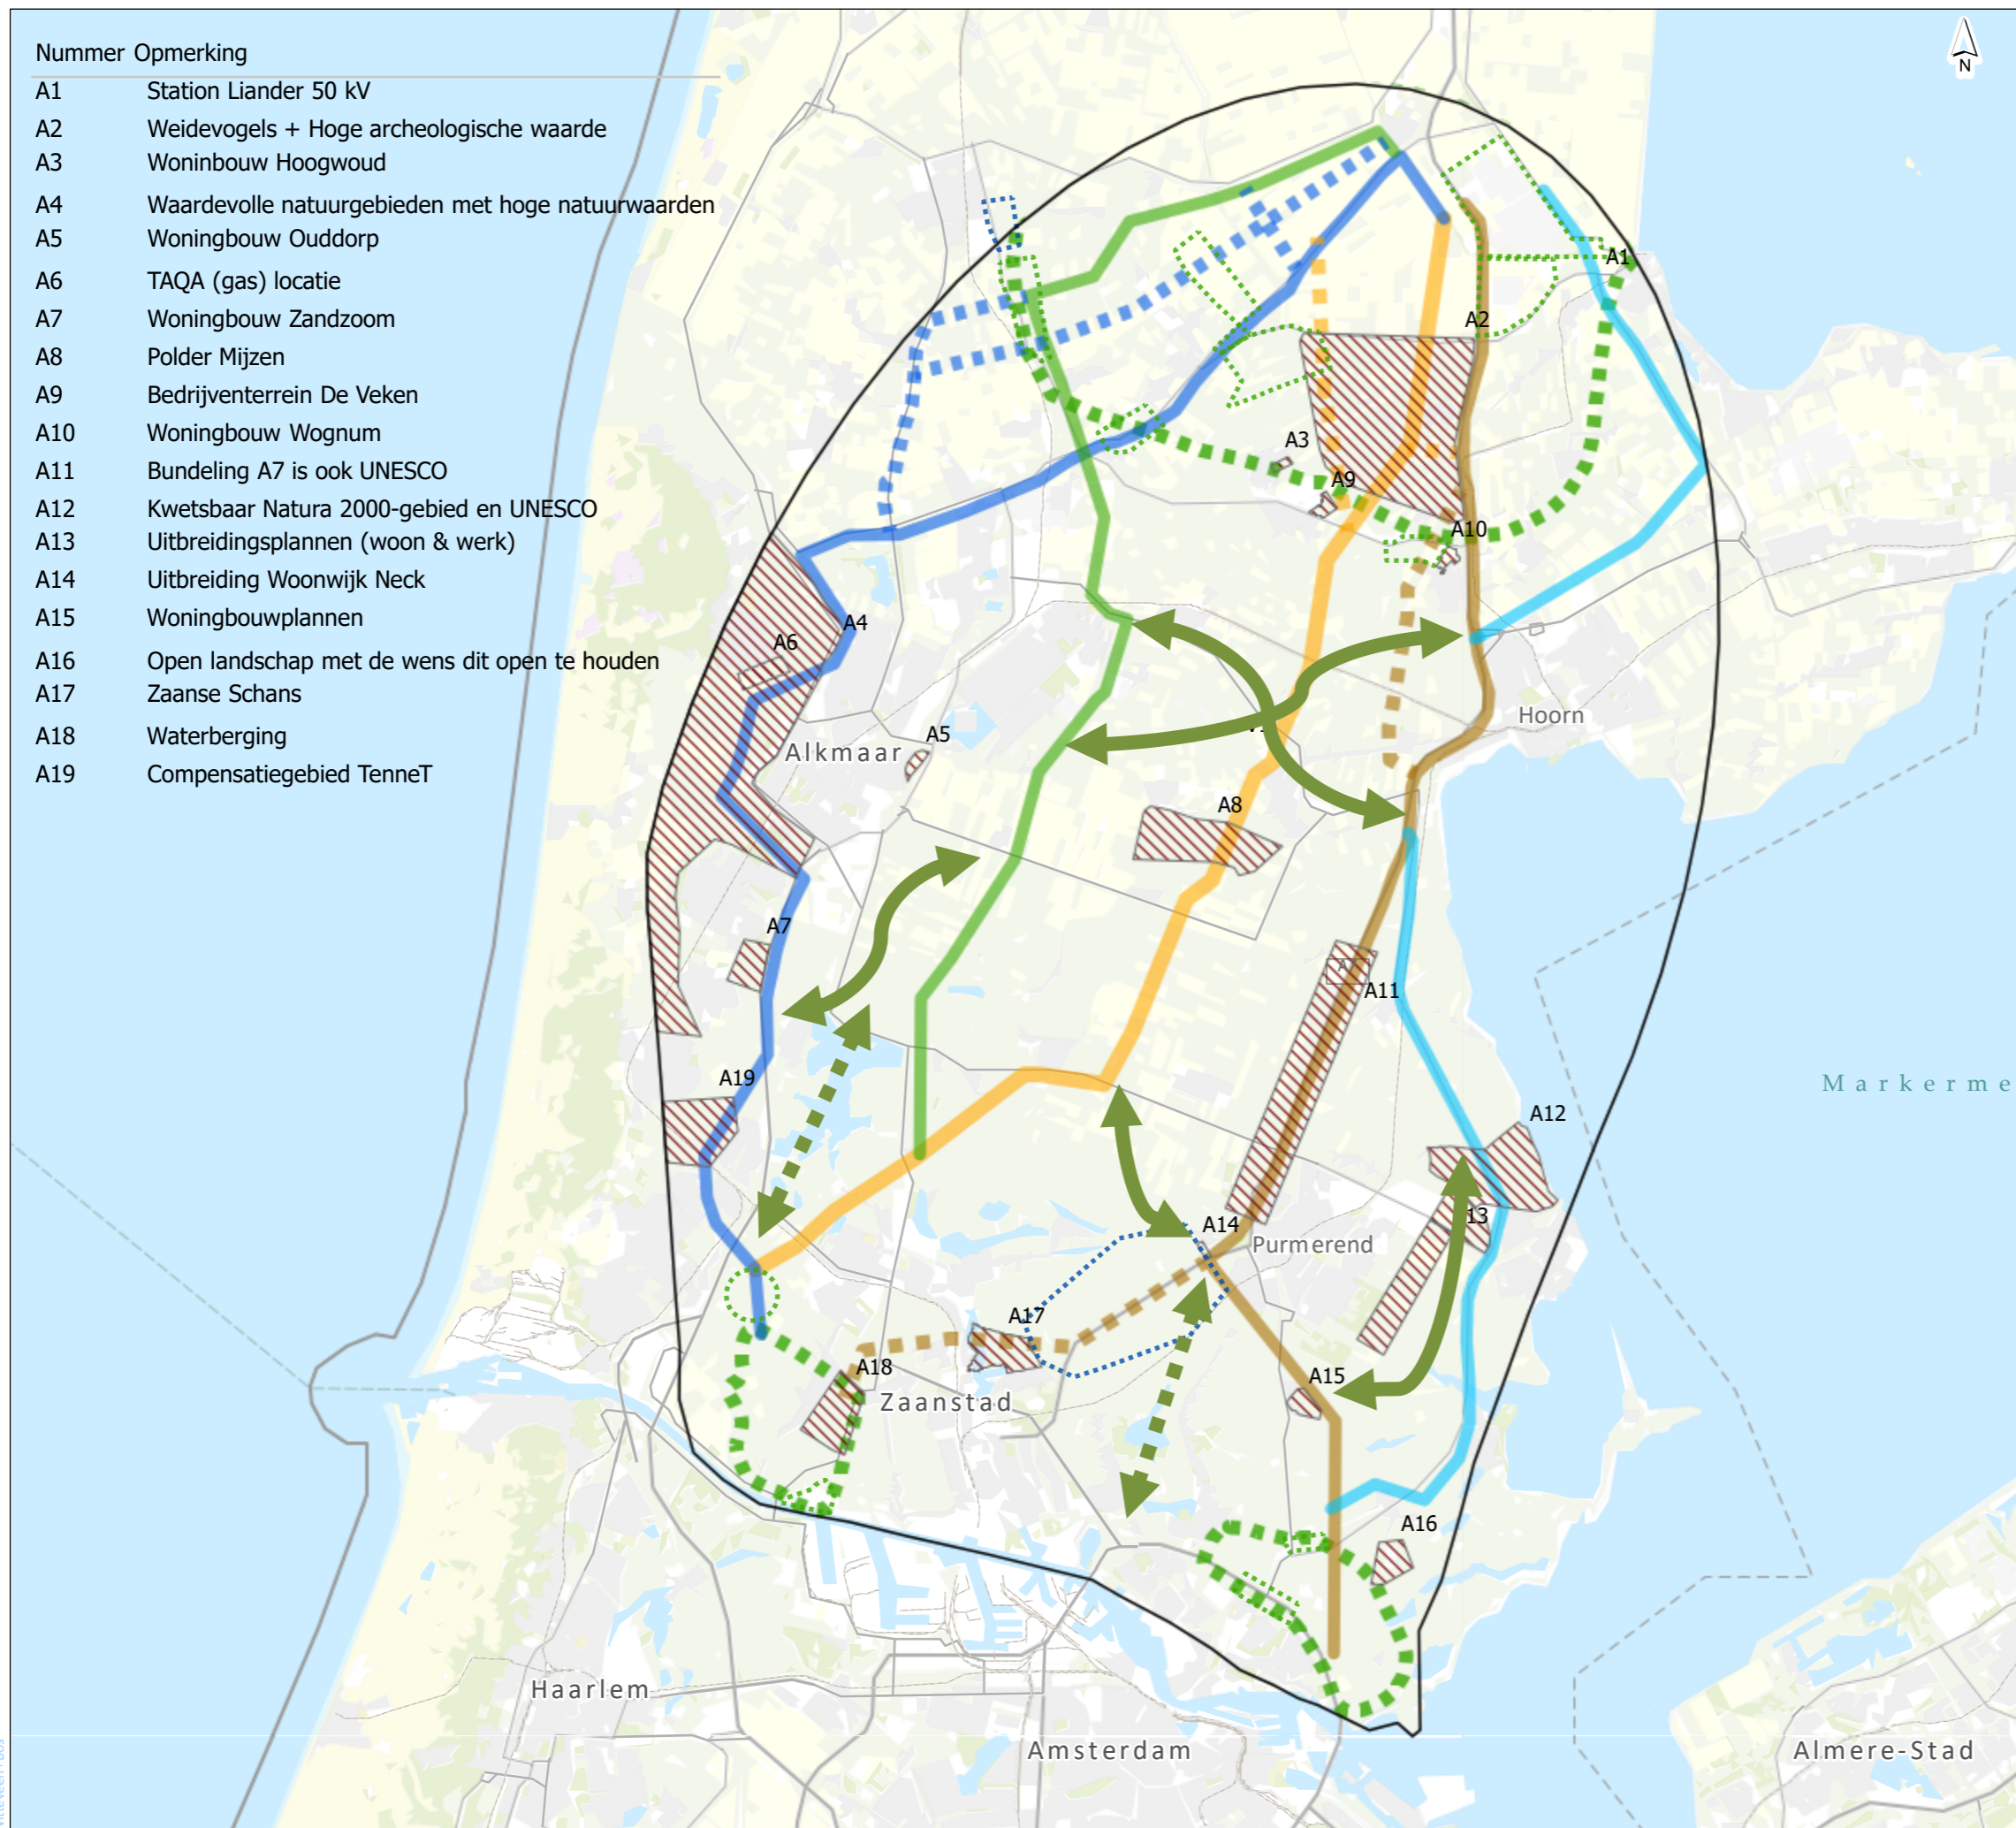 Nummer Opmerking
A1 Station Liander 50 kV
A2 Weidevogels + Hoge archeologische waarde
A3 Woninbouw Hoogwoud
A4 Waardevolle natuurgebieden met hoge natuurwaarden
A5 Woningbouw Ouddorp
A6 TAQA (gas) locatie
A7 Woningbouw Zandzoom
A8 Polder Mijzen
A9 Bedrijventerrein De Veken
A10 Woningbouw Wognum
A11 Bundeling A7 is ook UNESCO
A12 Kwetsbaar Natura 2000-gebied en UNESCO
A13 Uitbreidingsplannen (woon & werk)
A14 Uitbreiding Woonwijk Neck
A15 Woningbouwplannen
A16 Open landschap met de wens dit open te houden
A17 Zaanse Schans
A18 Waterberging
A19 Compensatiegebied TenneT
N
A1
A2
A3
A9
A10
A4
A6
Hoorn
A5
Alkmaar
A8
A7
A11
A19
Markerme
A12
13
A14
Purmerend
A17
A18
A15
Zaanstad
A16
Haarlem
Amsterdam
Almere-Stad